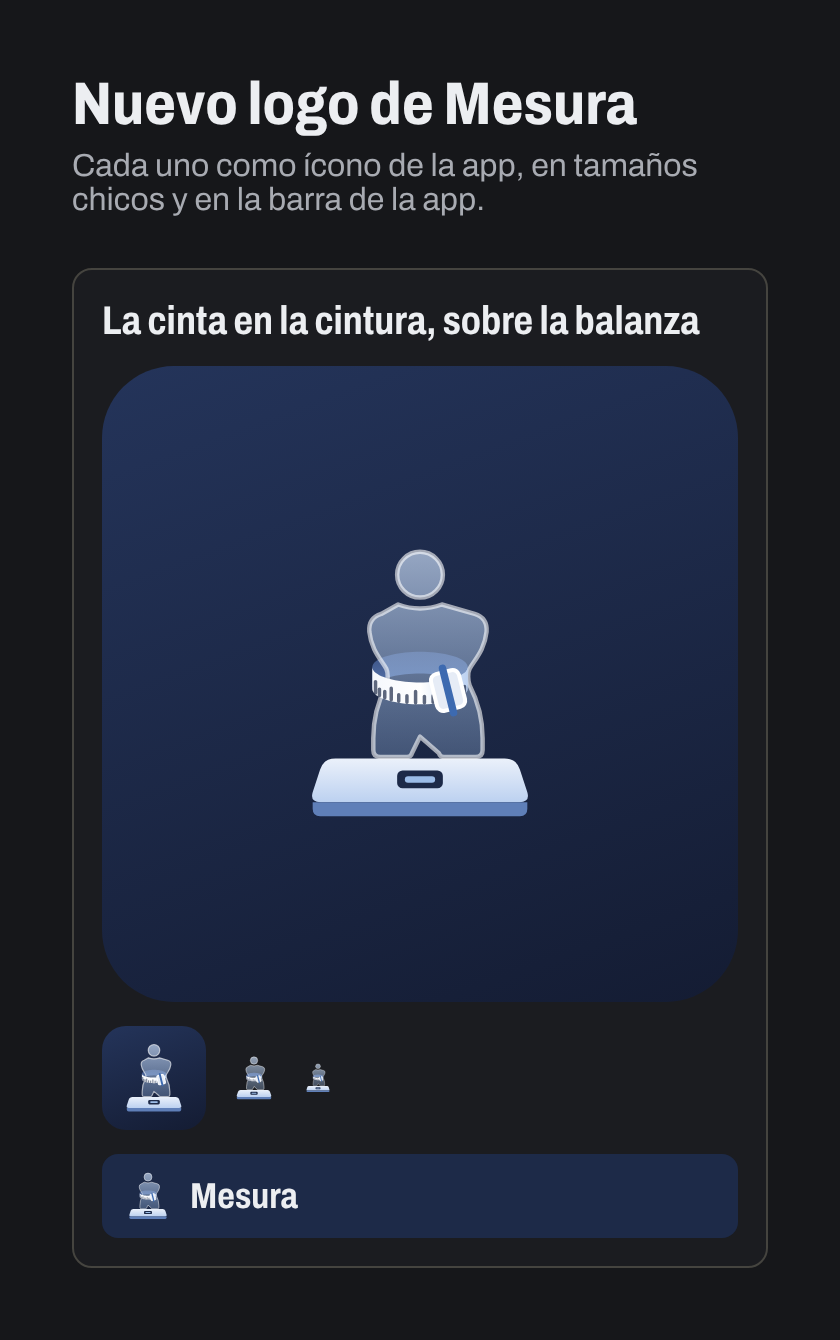 Nuevo logo de Mesura
Cada uno como ícono de la app, en tamaños
chicos y en la barra de la app.
La cinta en la cintura, sobre la balanza
Mesura